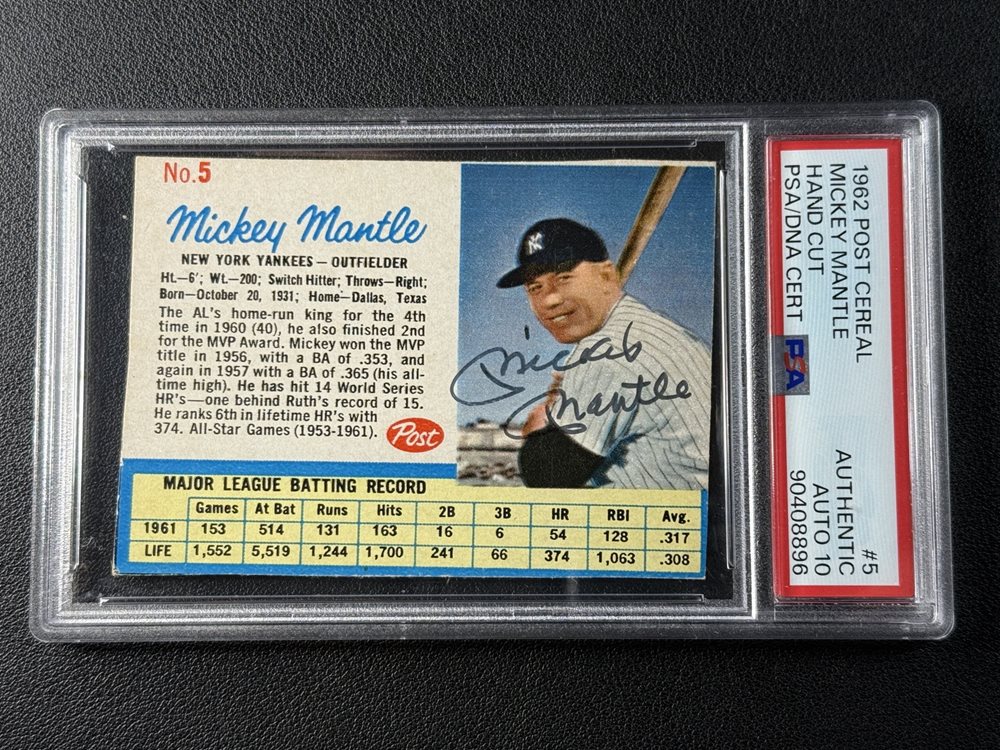 No.5
Mickey Mantle
NEW YORK YANKEES—OUTFIELDER
Ht.—6'; Wt.—200; Switch Hitter; Throws—Right;
Born—October 20, 1931; Home—Dallas, Texas
The AL's home-run king for the 4th
time in 1960 (40), he also finished 2nd
for the MVP Award. Mickey won the MVP
title in 1956, with a BA of .353, and
again in 1957 with a BA of .365 (his all-
time high). He has hit 14 World Series
HR's—one behind Ruth's record of 15.
He ranks 6th in lifetime HR's with
374. All-Star Games (1953-1961).
Post
NY
Mickey
Mantle
MAJOR LEAGUE BATTING RECORD
Games At Bat Runs Hits 2B 3B HR RBI Avg.
1961 153 514 131 163 16 6 54 128 .317
LIFE 1,552 5,519 1,244 1,700 241 66 374 1,063 .308
1962 POST CEREAL #5
MICKEY MANTLE AUTHENTIC
HAND CUT AUTO 10
PSA/DNA CERT 90408896
PSA